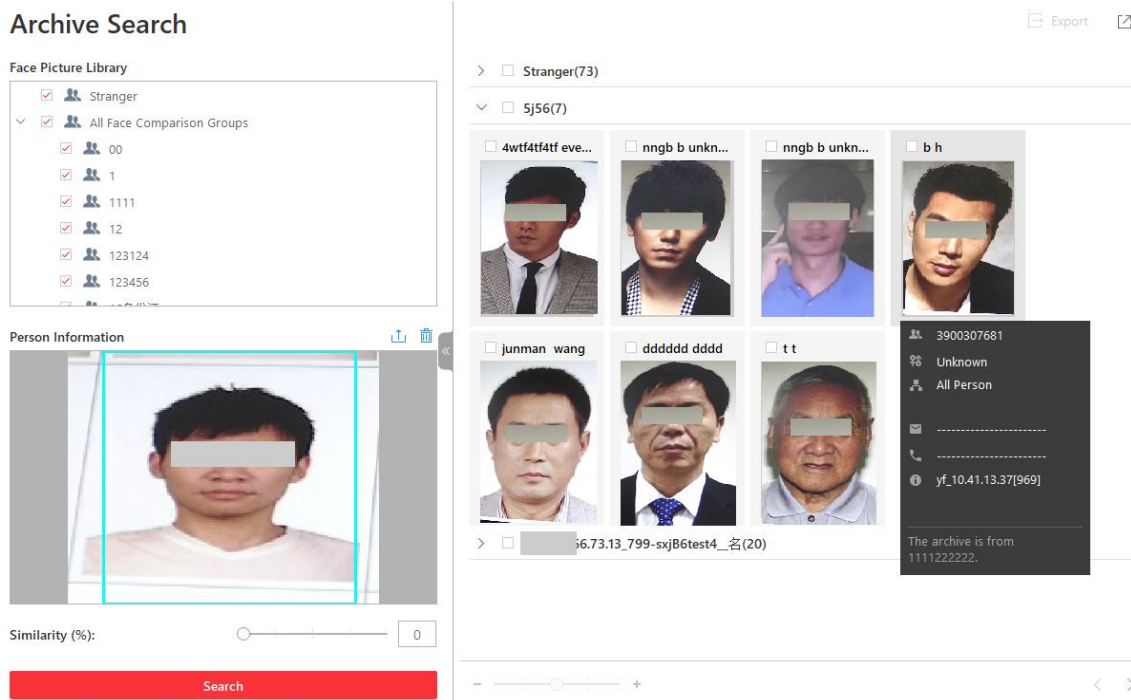 Archive Search
Face Picture Library
Stranger
All Face Comparison Groups
00
1
1111
12
123124
123456
Person Information
Similarity (%):
0
Search
Export
Stranger(73)
5j56(7)
4wtf4tf4tf eve...
nngb b unkn...
nngb b unkn...
b h
junman wang
dddddd dddd
t t
3900307681
Unknown
All Person
-----------------------
-----------------------
yf_10.41.13.37[969]
The archive is from
1111222222.
56.73.13_799-sxjB6test4__名(20)